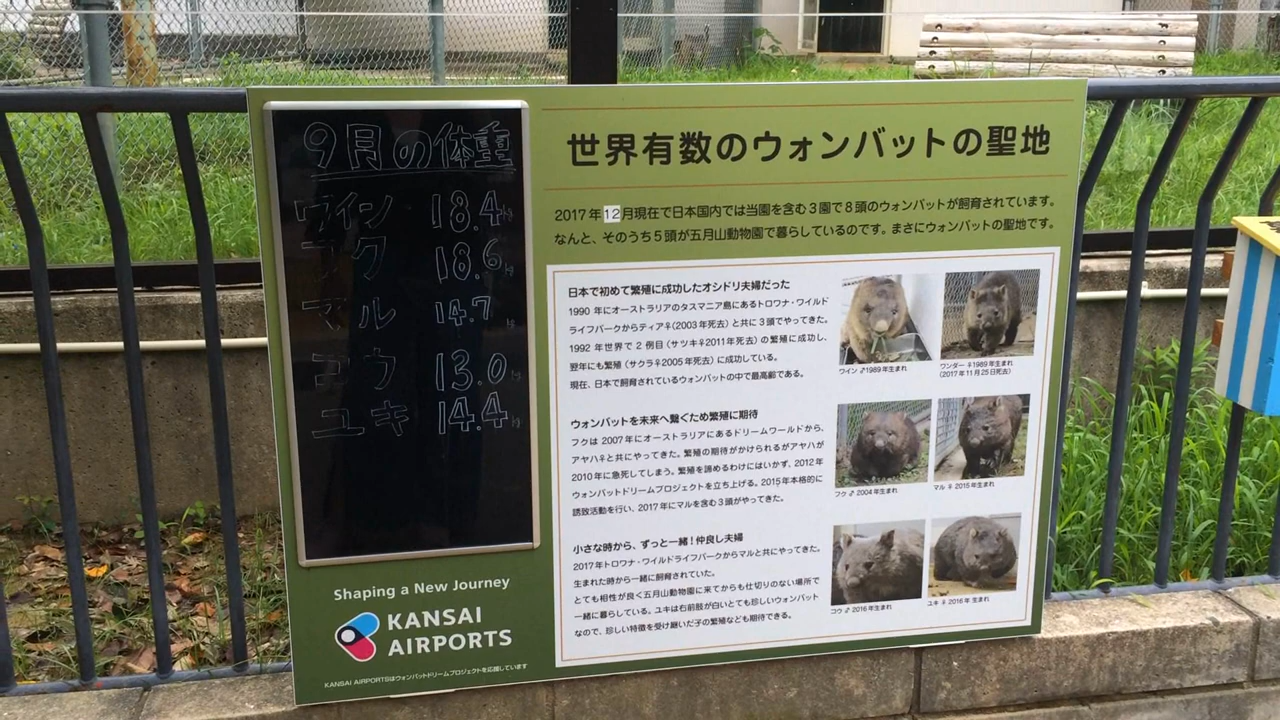 9月の体重
ワイン 18.4kg
フク 18.6kg
マル 14.7kg
コウ 13.0kg
ユキ 14.4kg
Shaping a New Journey
KANSAI
AIRPORTS
KANSAI AIRPORTSはウォンバットドリームプロジェクトを応援しています
世界有数のウォンバットの聖地
2017年12月現在で日本国内では当園を含む3園で8頭のウォンバットが飼育されています。
なんと、そのうち5頭が五月山動物園で暮らしているのです。まさにウォンバットの聖地です。
日本で初めて繁殖に成功したオシドリ夫婦だった
1990年にオーストラリアのタスマニア島にあるトロワナ・ワイルド
ライフパークからティア♀(2003年死去)と共に3頭でやってきた。
1992年世界で2例目(サツキ♀2011年死去)の繁殖に成功し、
翌年にも繁殖(サクラ♀2005年死去)に成功している。
現在、日本で飼育されているウォンバットの中で最高齢である。
ワイン♂1989年生まれ
ワンダー♀1989年生まれ
(2017年11月25日死去)
ウォンバットを未来へ繋ぐため繁殖に期待
フクは2007年にオーストラリアにあるドリームワールドから、
アヤハ♀と共にやってきた。繁殖の期待がかけられるがアヤハが
2010年に急死してしまう。繁殖を諦めるわけにはいかず、2012年
ウォンバットドリームプロジェクトを立ち上げる。2015年本格的に
誘致活動を行い、2017年にマルを含む3頭がやってきた。
フク♂2004年生まれ
マル♀2015年生まれ
小さな時から、ずっと一緒!仲良し夫婦
2017年トロワナ・ワイルドライフパークからマルと共にやってきた。
生まれた時から一緒に飼育されていた。
とても相性が良く五月山動物園に来てからも仕切りのない場所で
一緒に暮らしている。ユキは右前肢が白いとても珍しいウォンバット
なので、珍しい特徴を受け継いだ子の繁殖なども期待できる。
コウ♂2016年生まれ
ユキ♀2016年生まれ